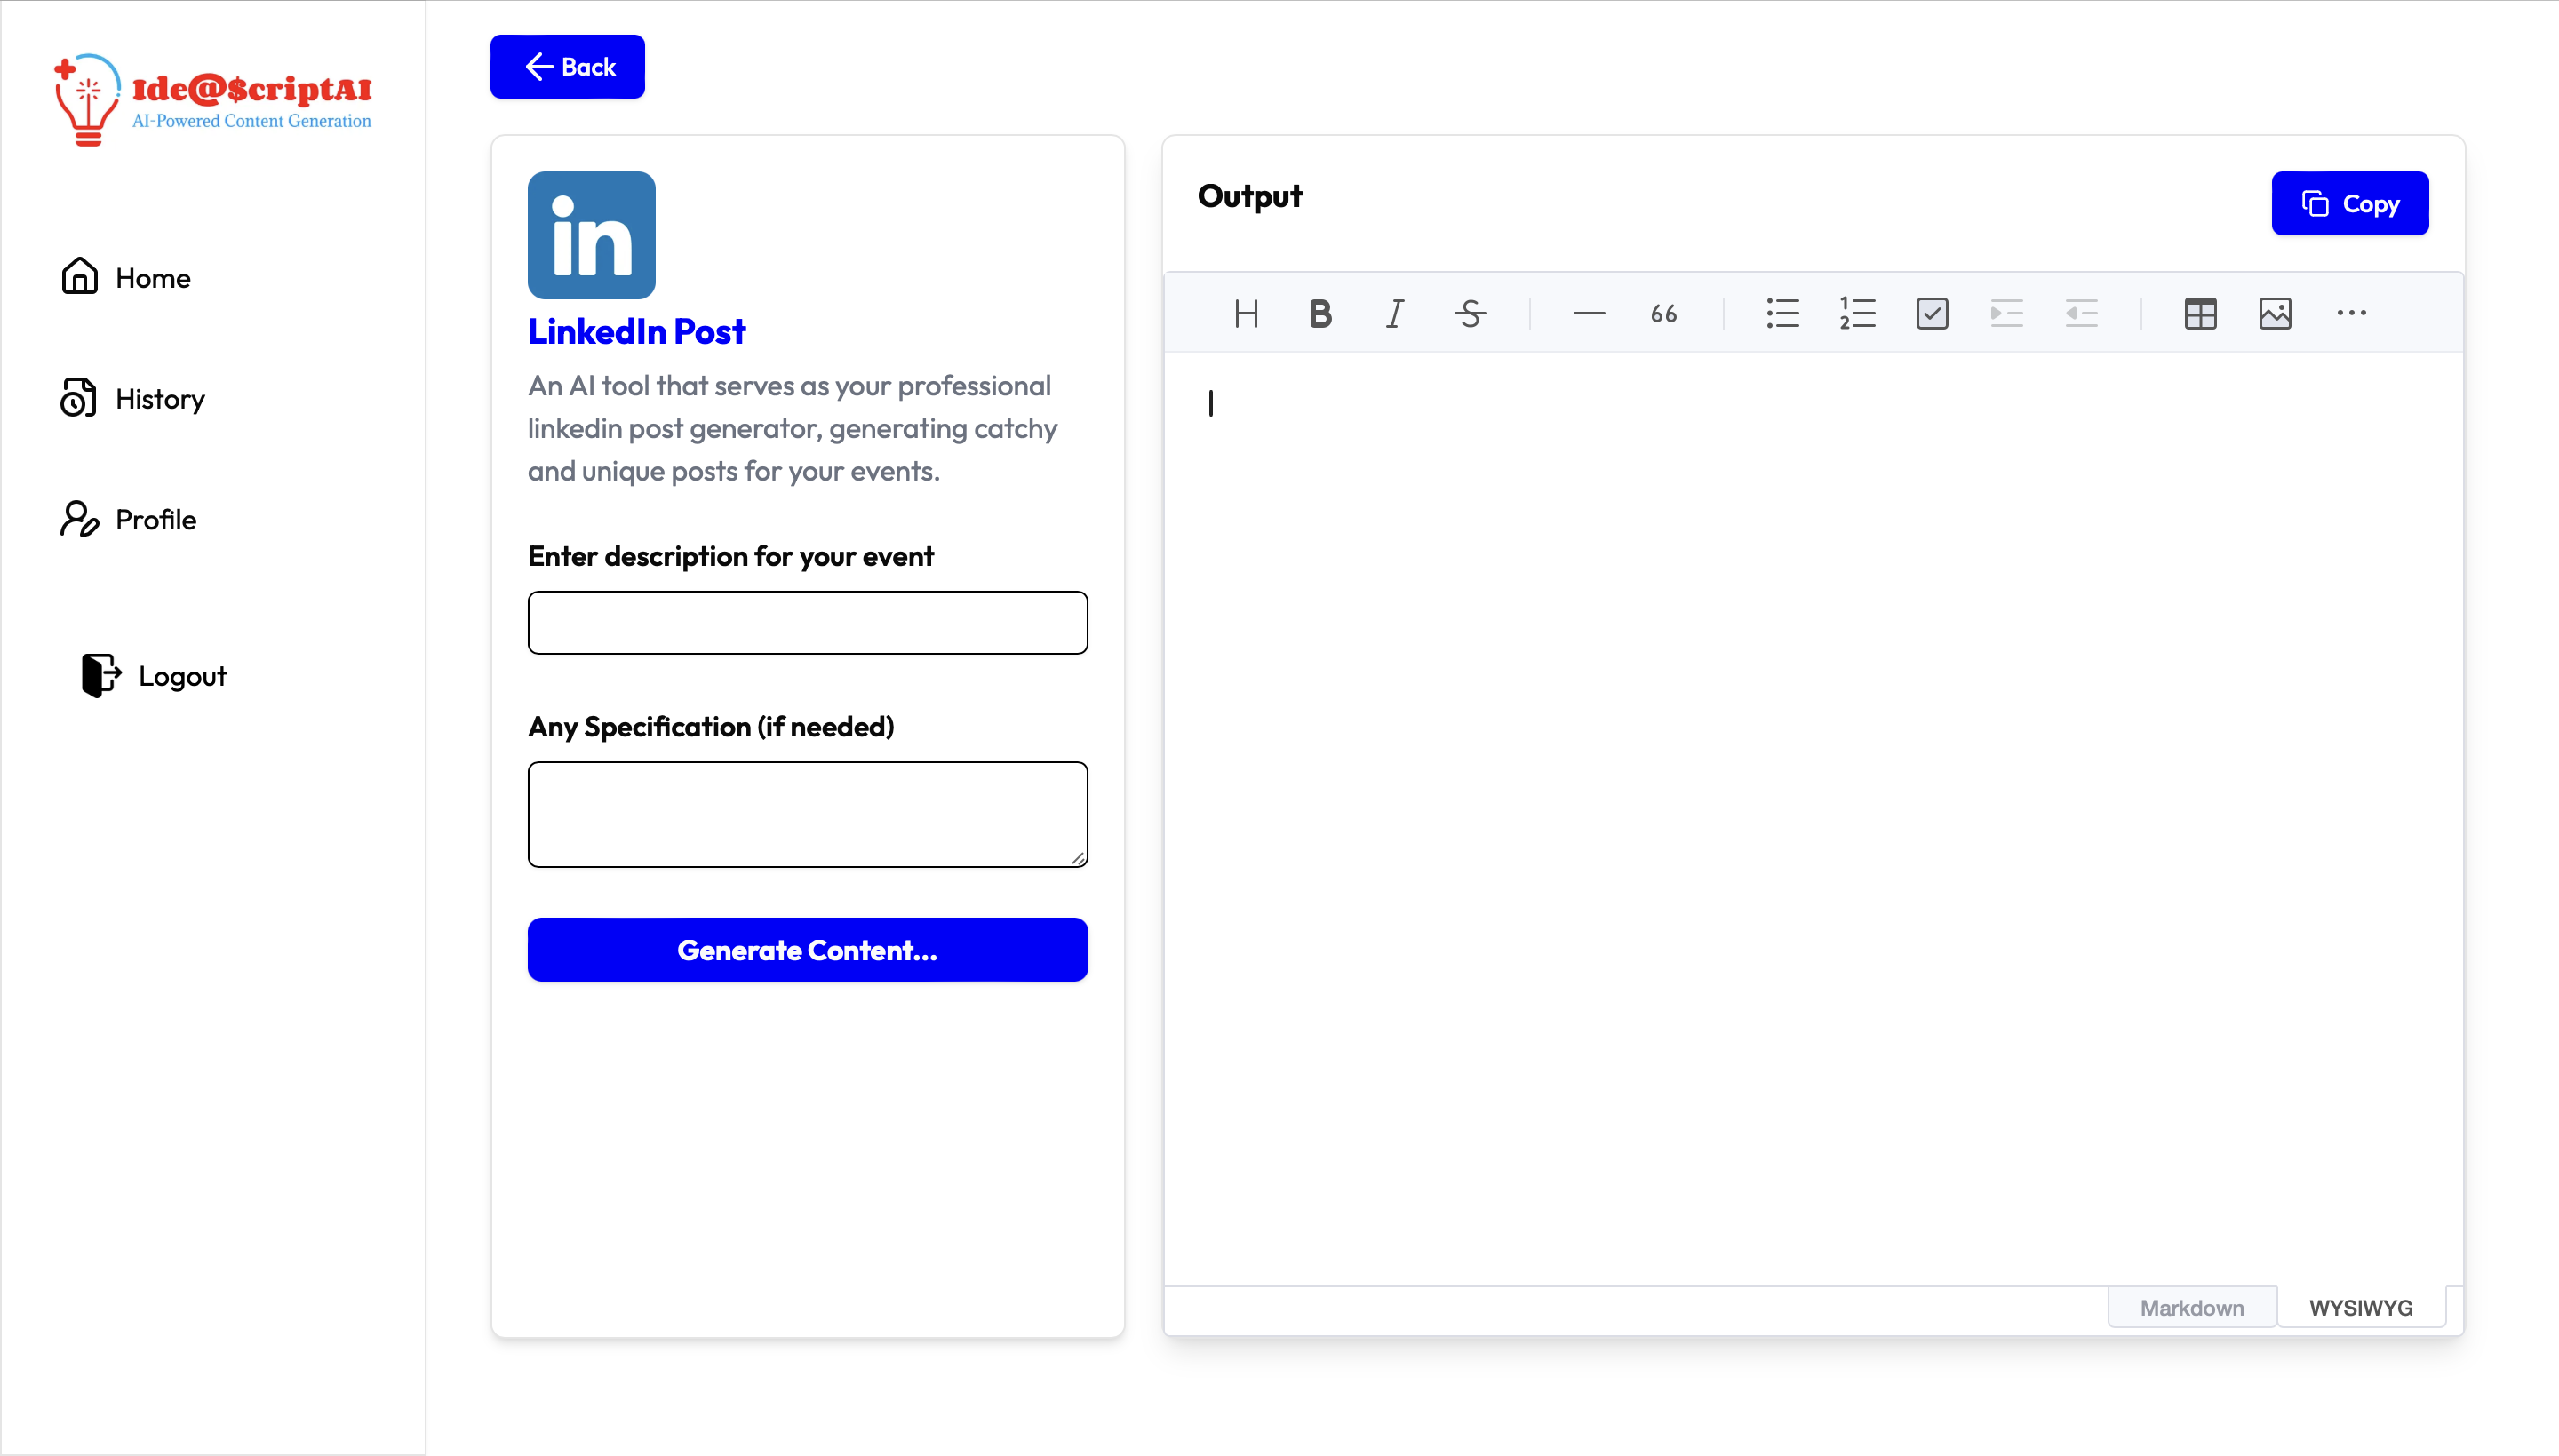 Ide@$criptAI
AI-Powered Content Generation
Home
History
Profile
Logout
Back
in
LinkedIn Post
An AI tool that serves as your professional
linkedin post generator, generating catchy
and unique posts for your events.
Enter description for your event
Any Specification (if needed)
Generate Content...
Output
Copy
Markdown
WYSIWYG